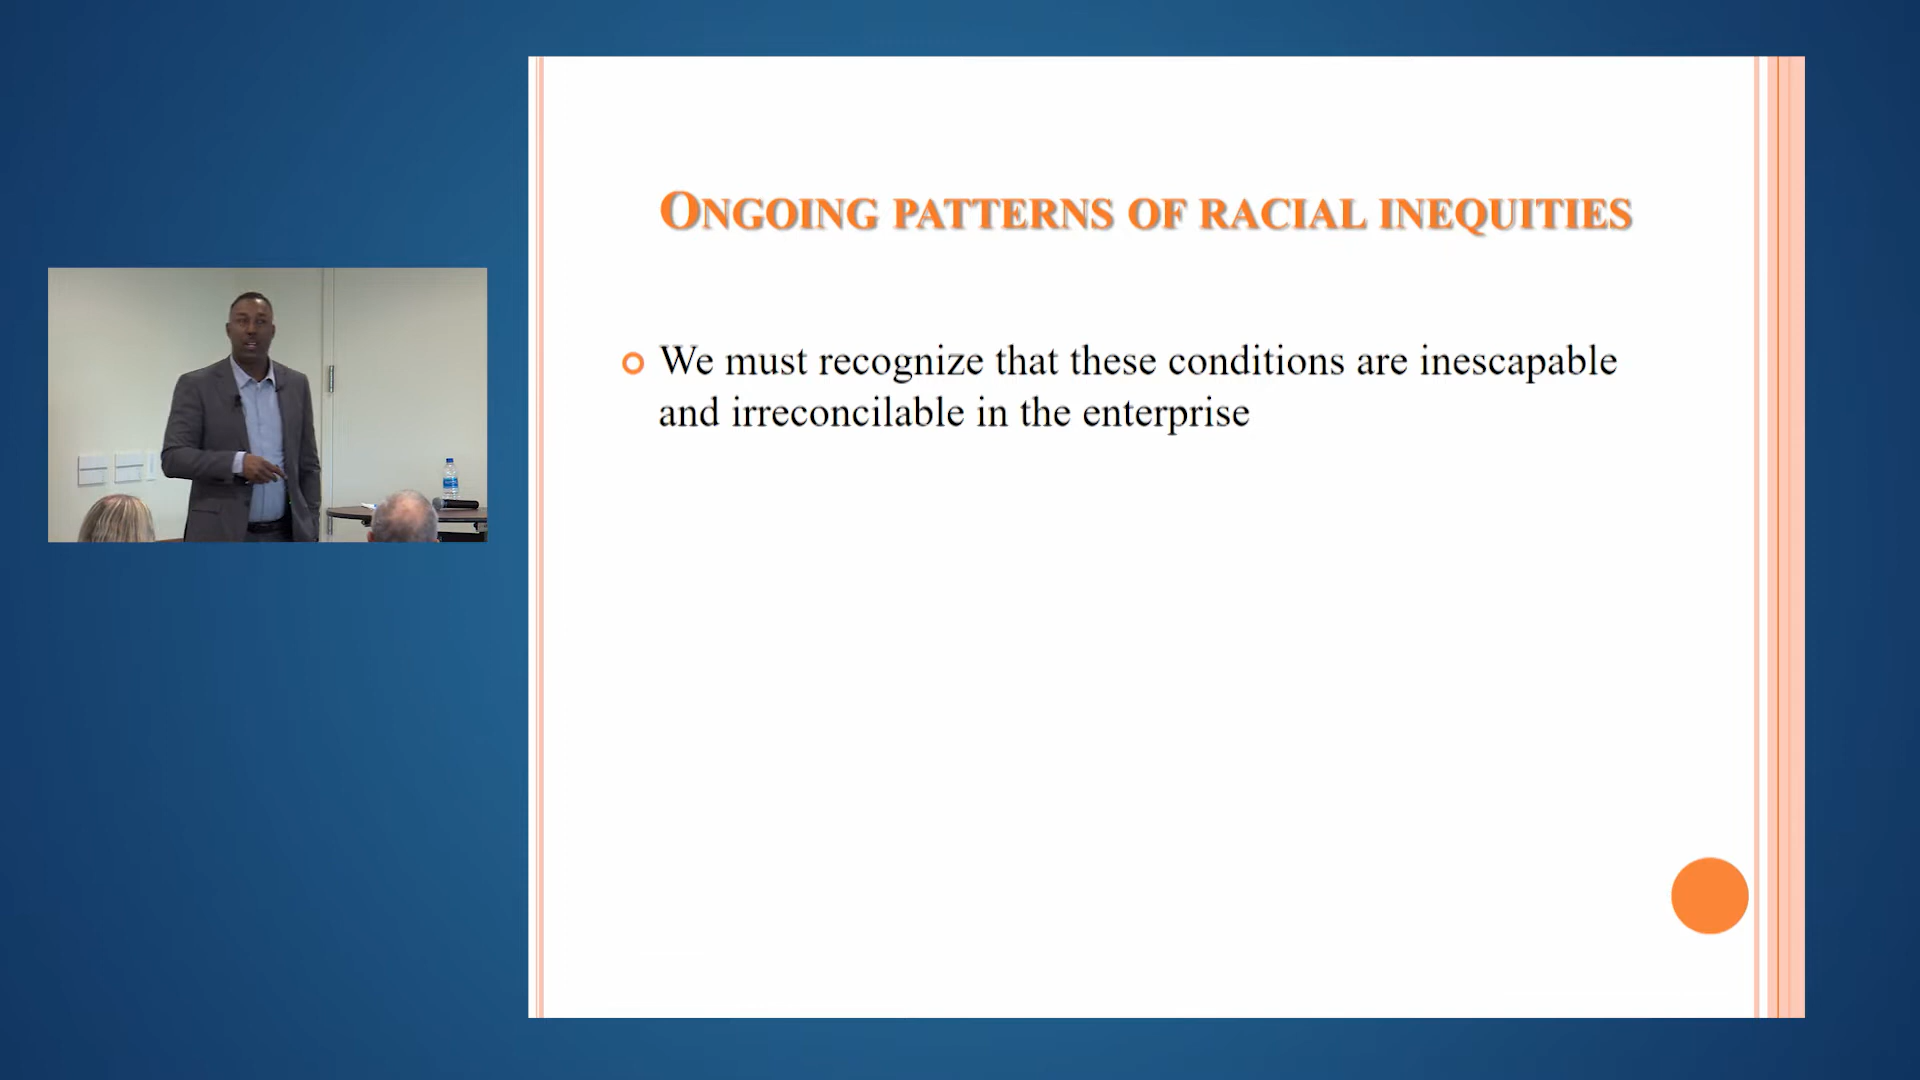 Ongoing patterns of racial inequities
We must recognize that these conditions are inescapable
and irreconcilable in the enterprise